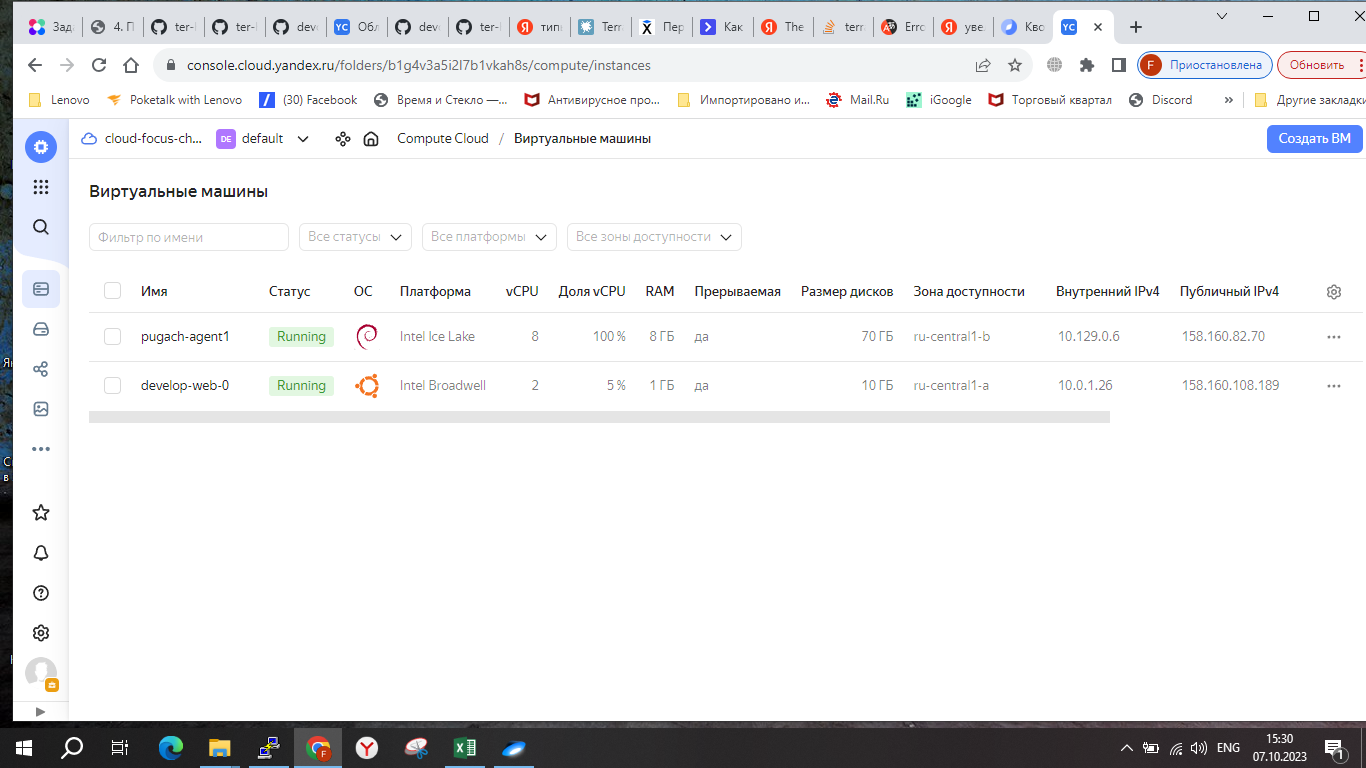 Зад
4. Г
ter-
ter-
deve
Обл
deve
ter-
тип
Terr
Пер
Как
The
terr
Erro
уве
Кво
console.cloud.yandex.ru/folders/b1g4v3a5i2l7b1vkah8s/compute/instances
F Приостановлена
Обновить
Lenovo
Poketalk with Lenovo
(30) Facebook
Время и Стекло —...
Антивирусное про...
Импортировано и...
Mail.Ru
iGoogle
Торговый квартал
Discord
»
Другие закладки
cloud-focus-ch...
DE default
Compute Cloud / Виртуальные машины
Создать ВМ
Виртуальные машины
Фильтр по имени
Все статусы
Все платформы
Все зоны доступности
Имя Статус ОС Платформа vCPU Доля vCPU RAM Прерываемая Размер дисков Зона доступности Внутренний IPv4 Публичный IPv4
pugach-agent1 Running Intel Ice Lake 8 100 % 8 ГБ да 70 ГБ ru-central1-b 10.129.0.6 158.160.82.70
develop-web-0 Running Intel Broadwell 2 5 % 1 ГБ да 10 ГБ ru-central1-a 10.0.1.26 158.160.108.189
ENG
15:30
07.10.2023
1